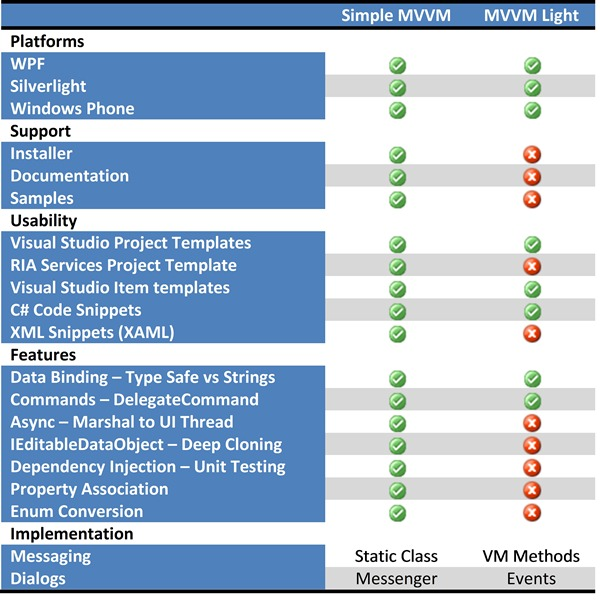 Simple MVVM MVVM Light
Platforms
WPF
Silverlight
Windows Phone
Support
Installer
Documentation
Samples
Usability
Visual Studio Project Templates
RIA Services Project Template
Visual Studio Item templates
C# Code Snippets
XML Snippets (XAML)
Features
Data Binding – Type Safe vs Strings
Commands – DelegateCommand
Async – Marshal to UI Thread
IEditableDataObject – Deep Cloning
Dependency Injection – Unit Testing
Property Association
Enum Conversion
Implementation
Messaging Static Class VM Methods
Dialogs Messenger Events